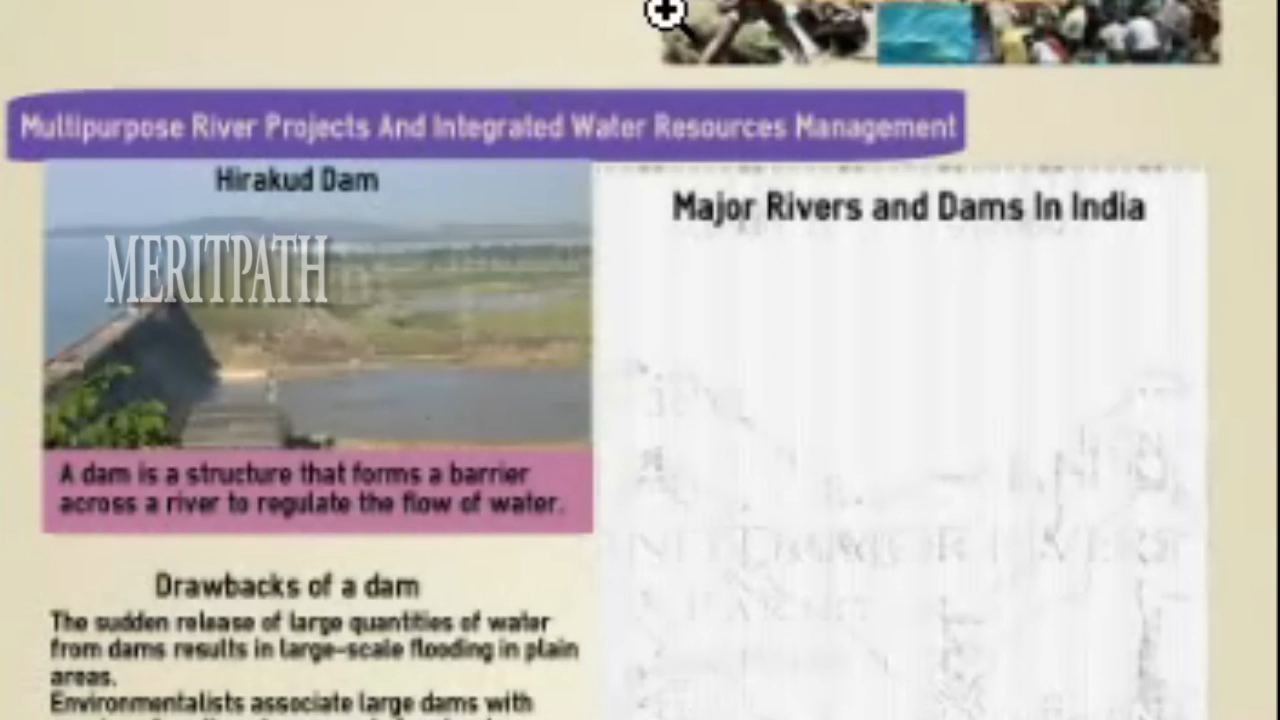 Multipurpose River Projects And Integrated Water Resources Management
Hirakud Dam
MERITPATH
A dam is a structure that forms a barrier
across a river to regulate the flow of water.
Drawbacks of a dam
The sudden release of large quantities of water
from dams results in large-scale flooding in plain
areas.
Environmentalists associate large dams with
Major Rivers and Dams In India